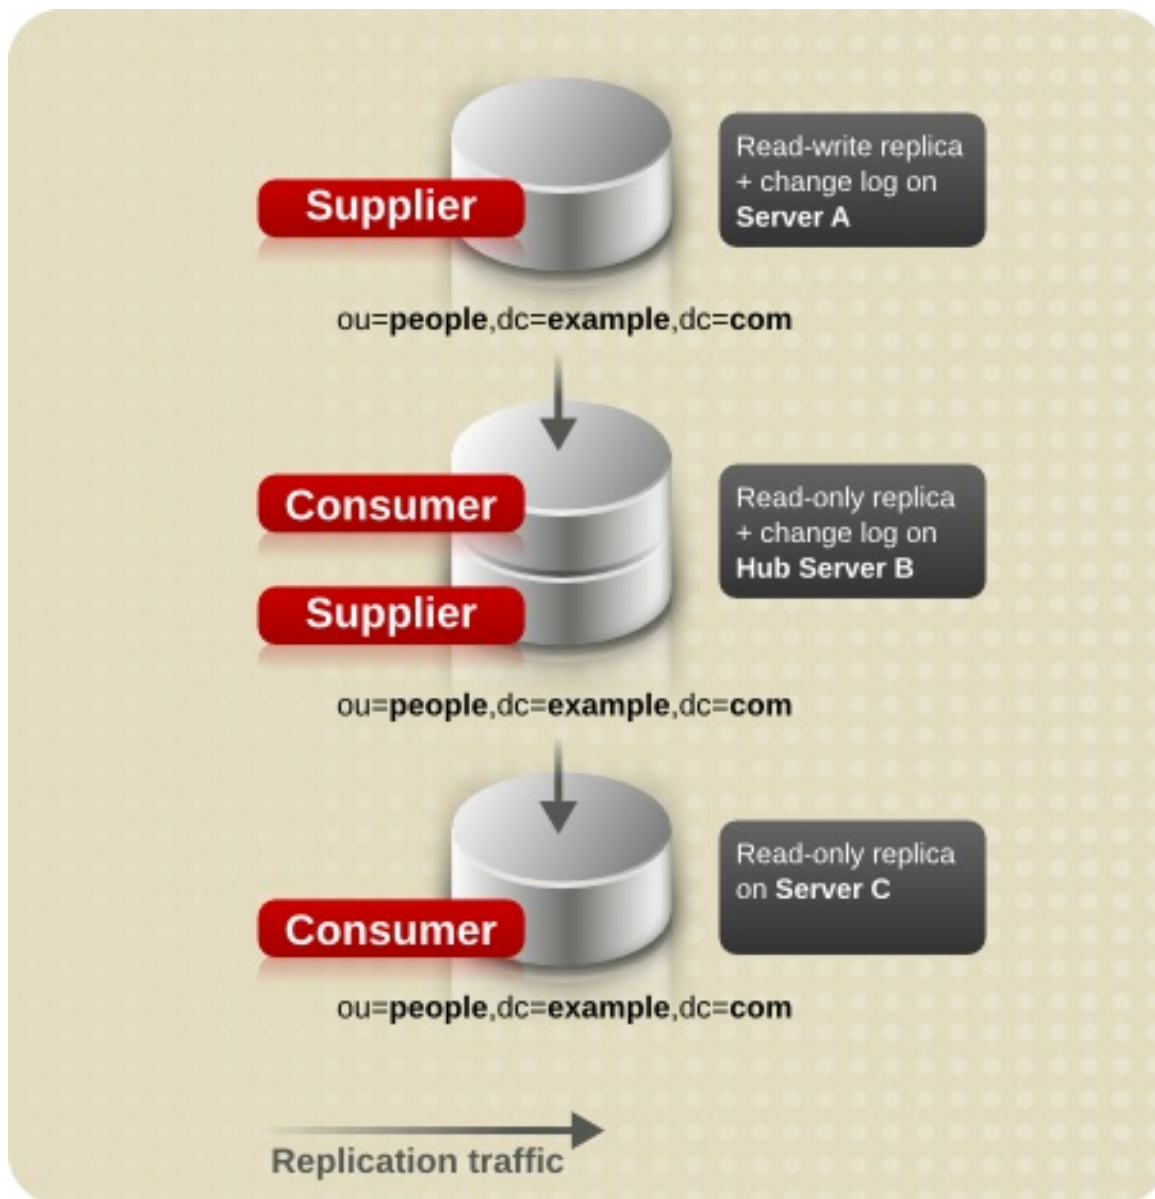 Supplier
Read-write replica
+ change log on
Server A
ou=people,dc=example,dc=com
Consumer
Supplier
Read-only replica
+ change log on
Hub Server B
ou=people,dc=example,dc=com
Consumer
Read-only replica
on Server C
ou=people,dc=example,dc=com
Replication traffic